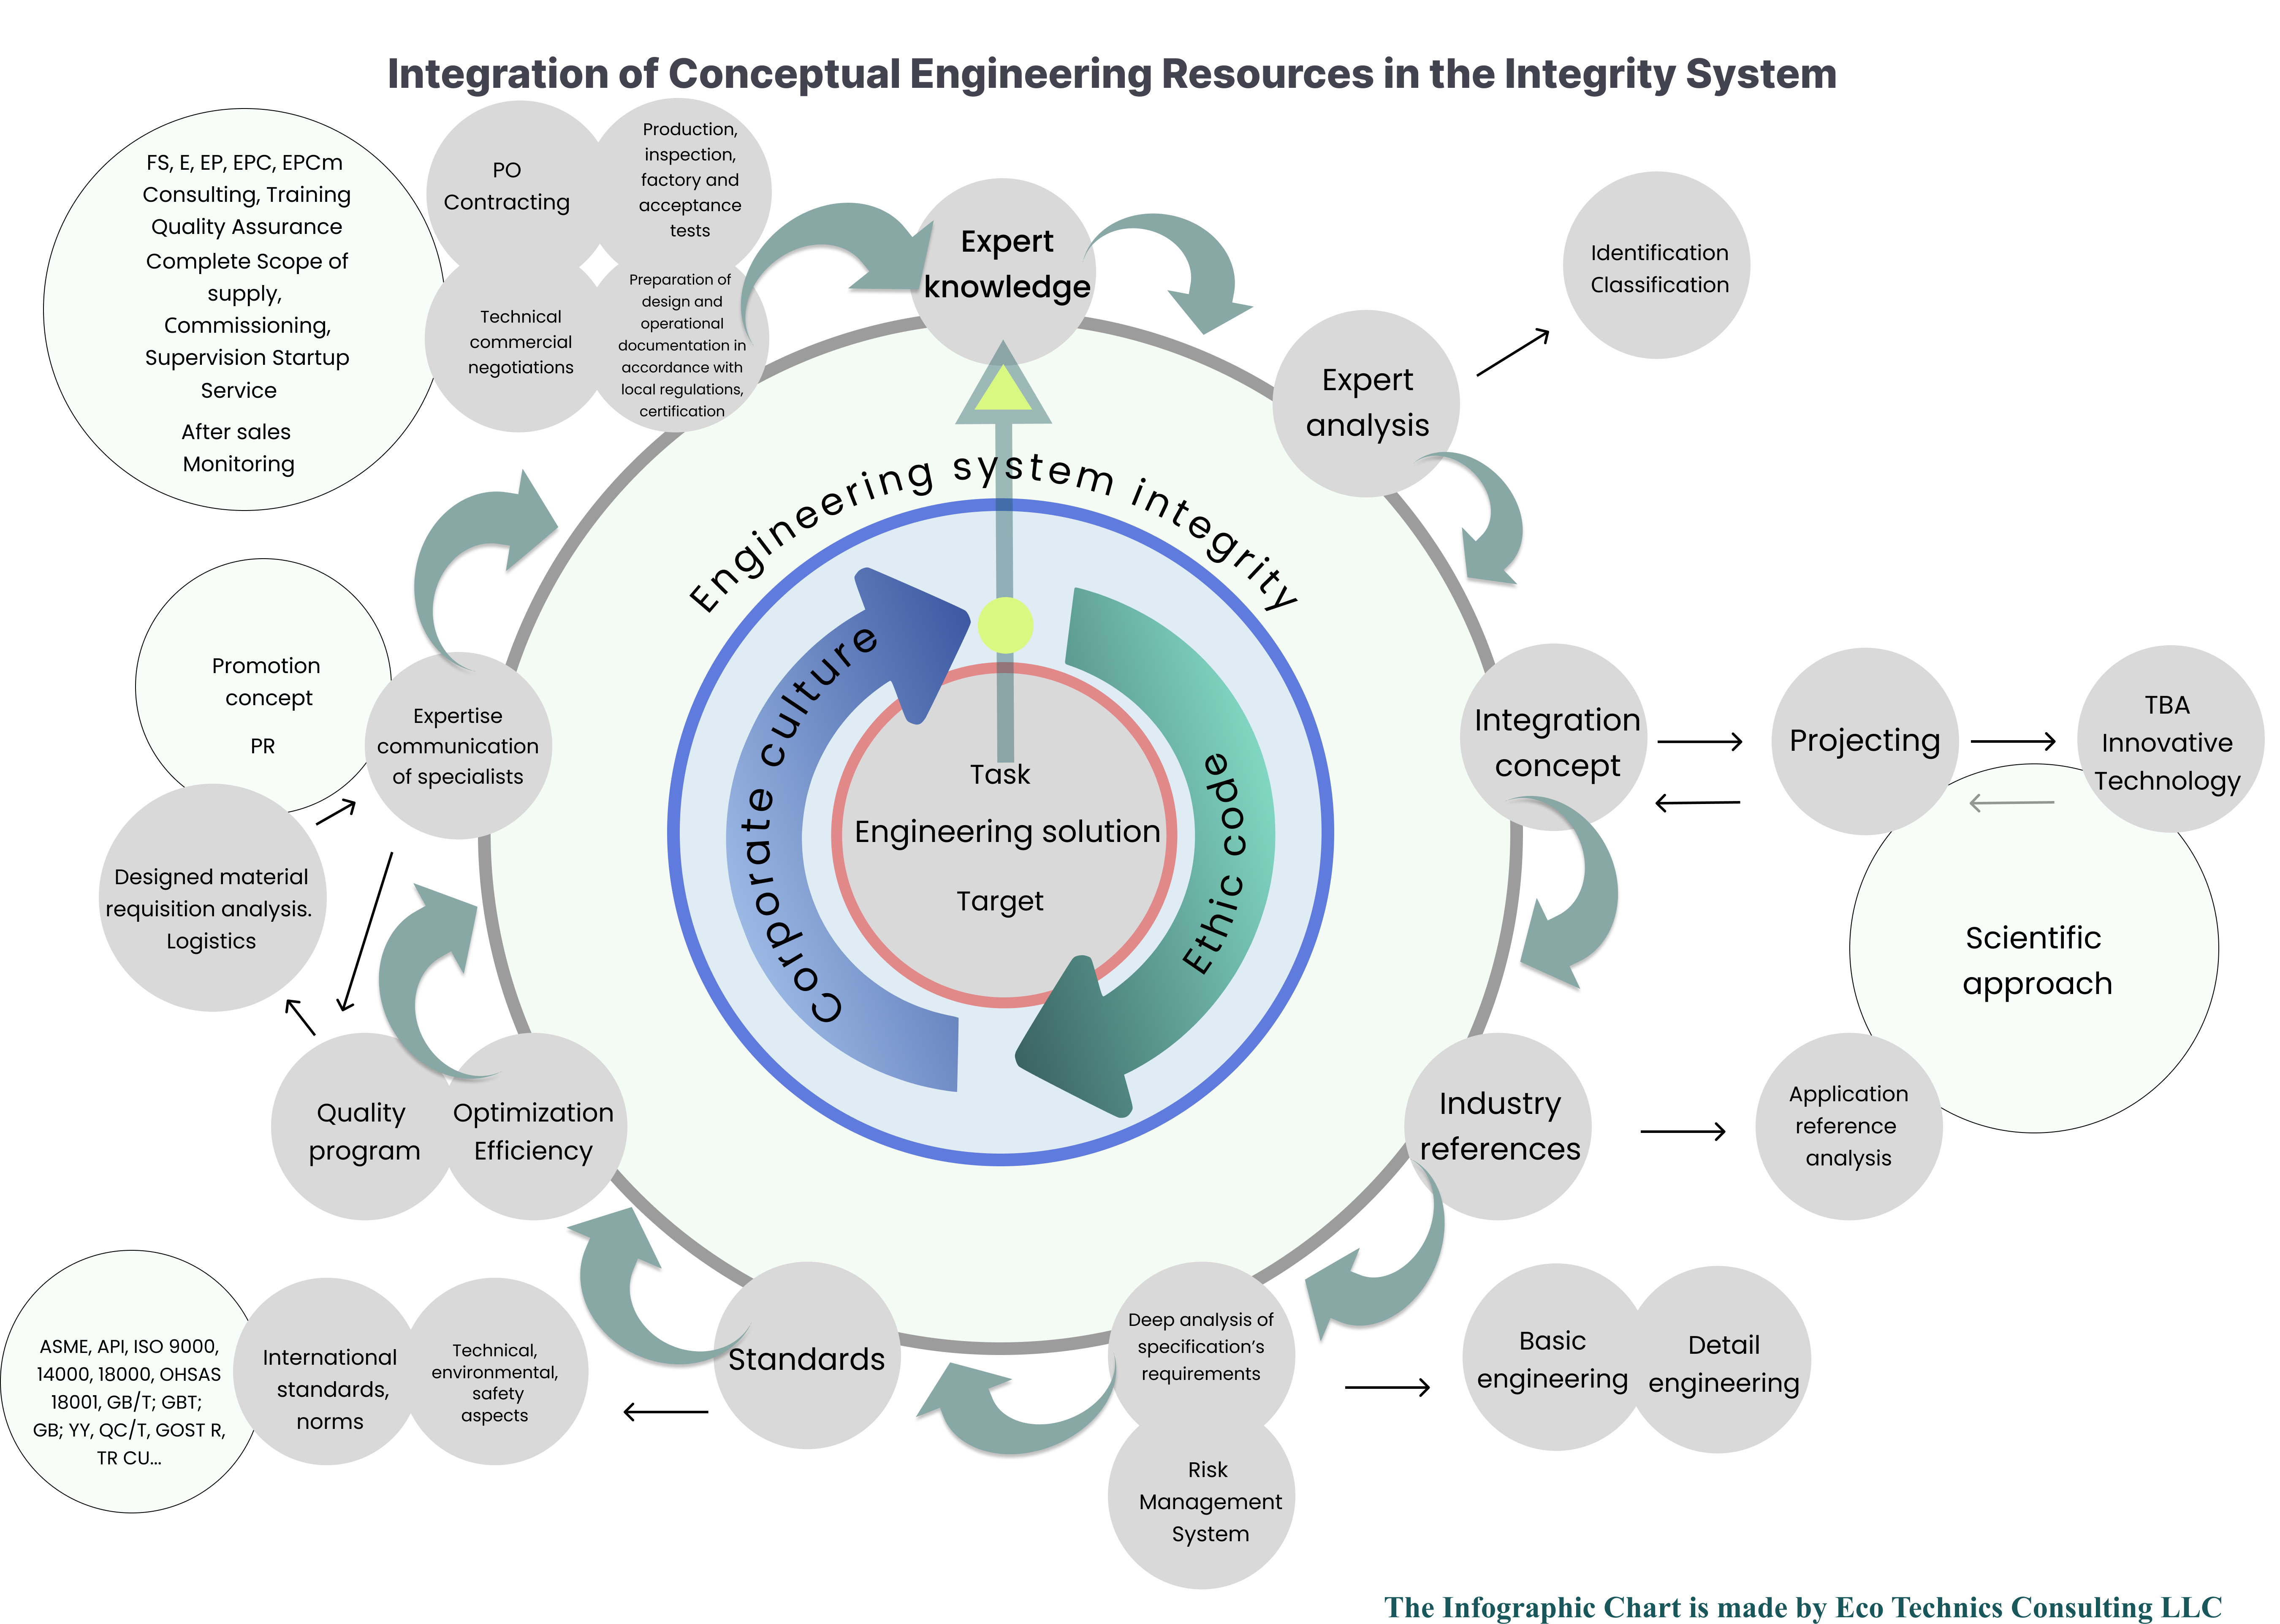 Integration of Conceptual Engineering Resources in the Integrity System
FS, E, EP, EPC, EPCm
Consulting, Training
Quality Assurance
Complete Scope of
supply,
Commissioning,
Supervision Startup
Service
After sales
Monitoring
PO
Contracting
Production,
inspection,
factory and
acceptance
tests
Technical
commercial
negotiations
Preparation of
design and
operational
documentation in
accordance with
local regulations,
certification
Expert
knowledge
Expert
analysis
Identification
Classification
Engineering system integrity
Corporate culture
Ethic code
Task
Engineering solution
Target
Integration
concept
Projecting
TBA
Innovative
Technology
Scientific
approach
Industry
references
Application
reference
analysis
Deep analysis of
specification’s
requirements
Risk
Management
System
Basic
engineering
Detail
engineering
Standards
Technical,
environmental,
safety
aspects
International
standards,
norms
ASME, API, ISO 9000,
14000, 18000, OHSAS
18001, GB/T; GBT;
GB; YY, QC/T, GOST R,
TR CU...
Optimization
Efficiency
Quality
program
Designed material
requisition analysis.
Logistics
Expertise
communication
of specialists
Promotion
concept
PR
The Infographic Chart is made by Eco Technics Consulting LLC